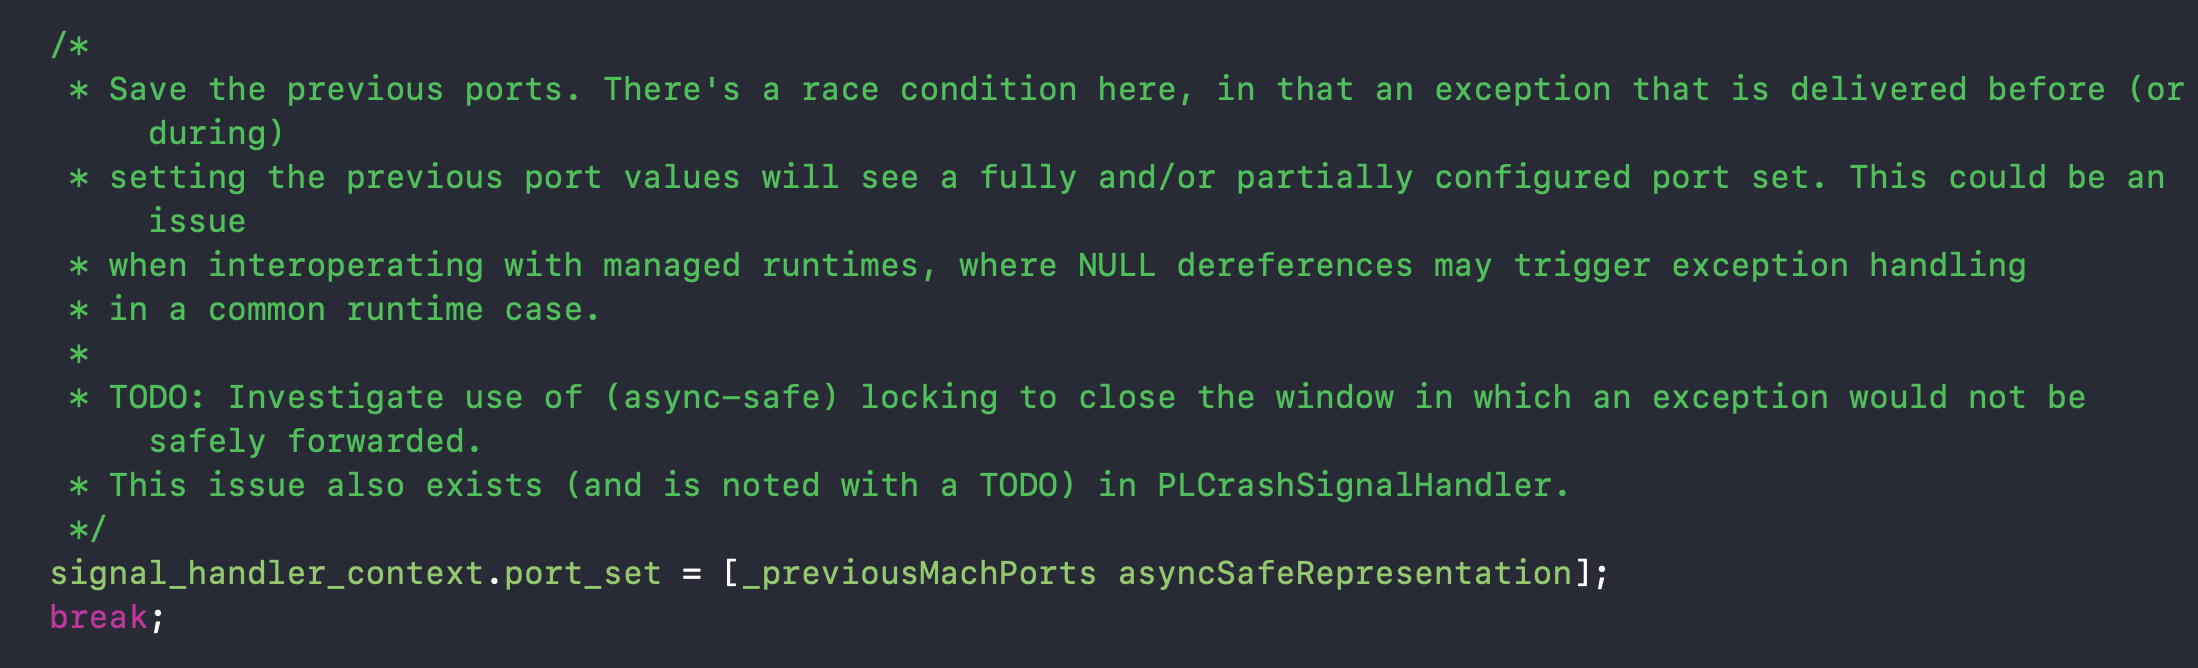 /*
 * Save the previous ports. There's a race condition here, in that an exception that is delivered before (or
     during)
 * setting the previous port values will see a fully and/or partially configured port set. This could be an
     issue
 * when interoperating with managed runtimes, where NULL dereferences may trigger exception handling
 * in a common runtime case.
 *
 * TODO: Investigate use of (async-safe) locking to close the window in which an exception would not be
     safely forwarded.
 * This issue also exists (and is noted with a TODO) in PLCrashSignalHandler.
 */
signal_handler_context.port_set = [_previousMachPorts asyncSafeRepresentation];
break;